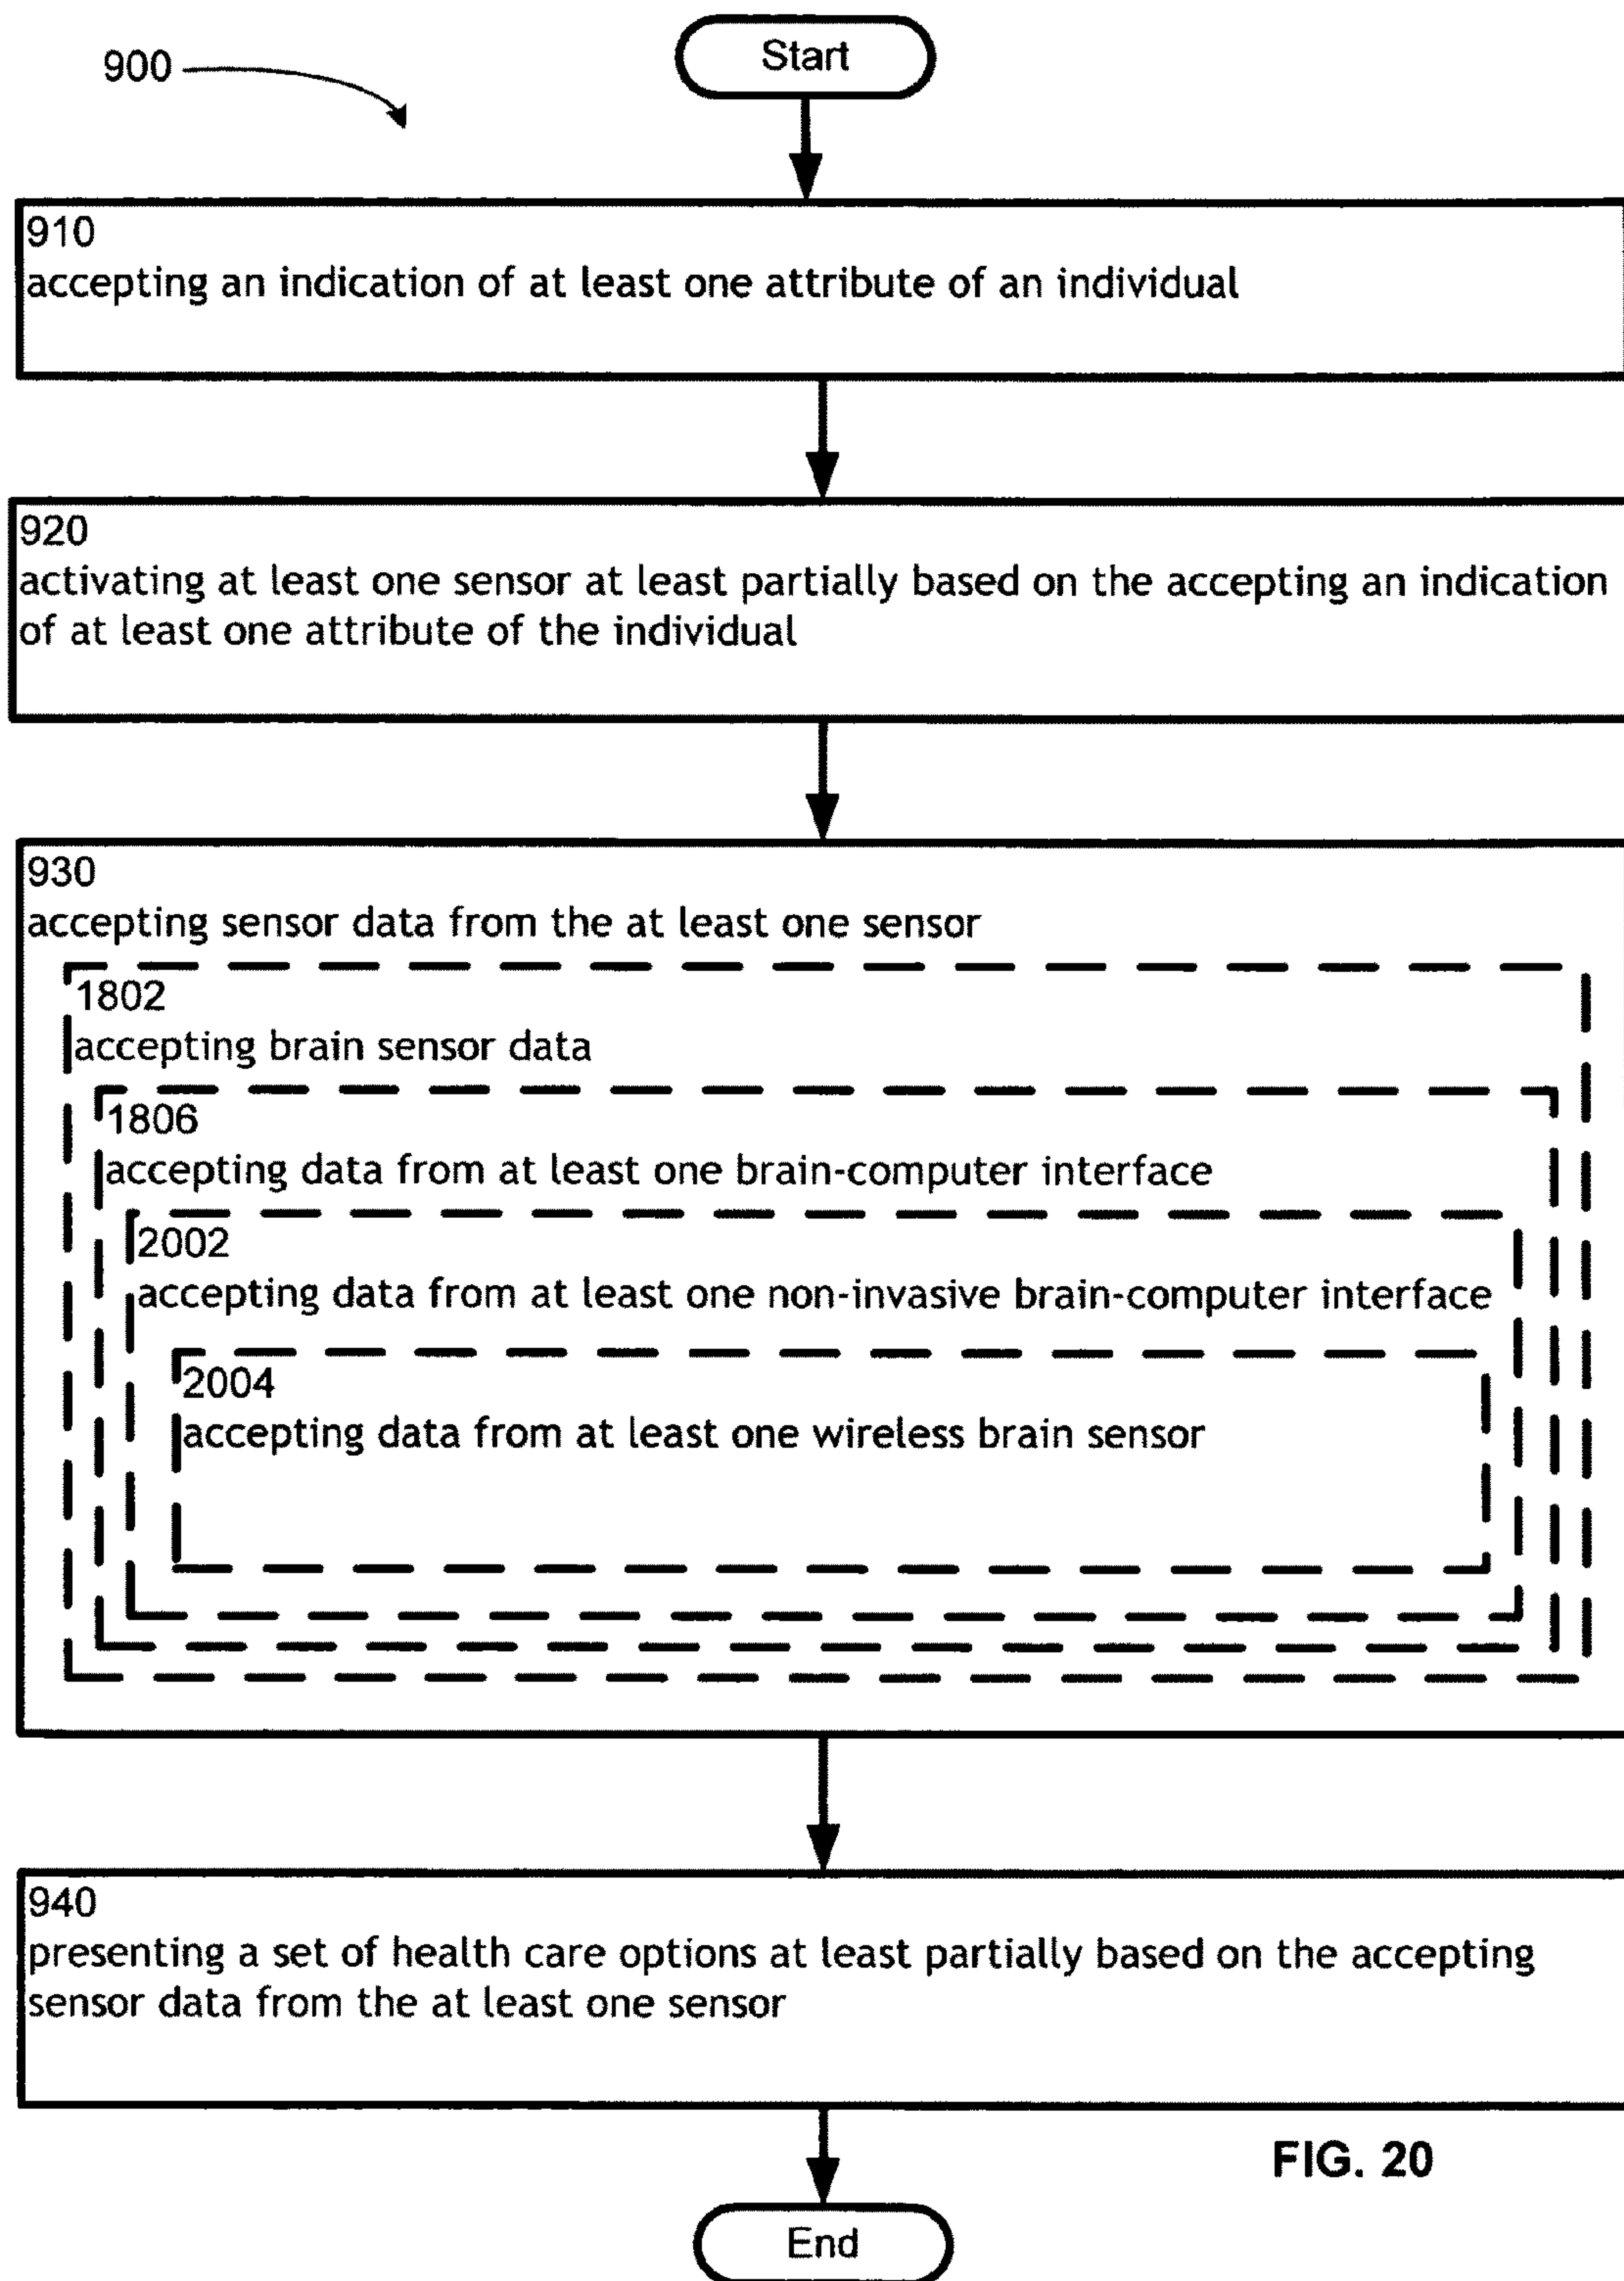 Start
900
910
accepting an indication of at least one attribute of an individual
920
activating at least one sensor at least partially based on the accepting an indication
of at least one attribute of the individual
930
accepting sensor data from the at least one sensor
1802
accepting brain sensor data
1806
accepting data from at least one brain-computer interface
2002
accepting data from at least one non-invasive brain-computer interface
2004
accepting data from at least one wireless brain sensor
940
presenting a set of health care options at least partially based on the accepting
sensor data from the at least one sensor
FIG. 20
End